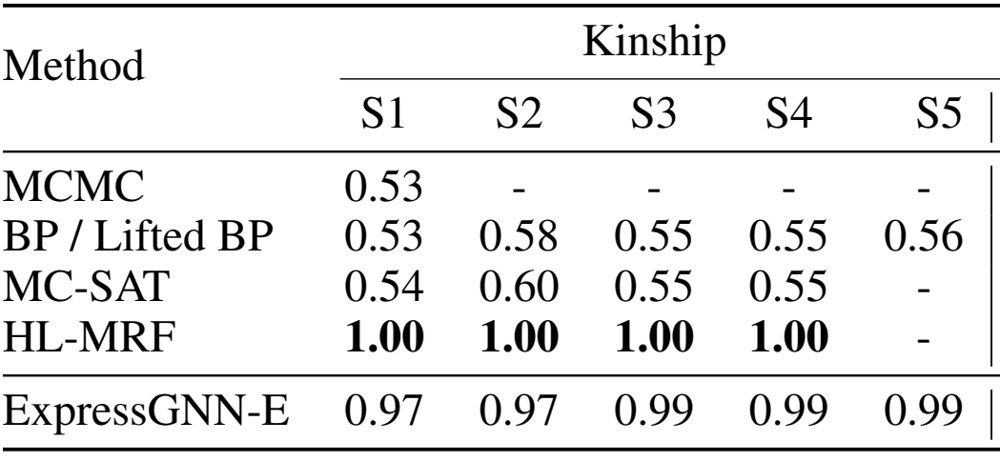 Method Kinship
S1 S2 S3 S4 S5
MCMC 0.53 - - - -
BP / Lifted BP 0.53 0.58 0.55 0.55 0.56
MC-SAT 0.54 0.60 0.55 0.55 -
HL-MRF 1.00 1.00 1.00 1.00 -
ExpressGNN-E 0.97 0.97 0.99 0.99 0.99